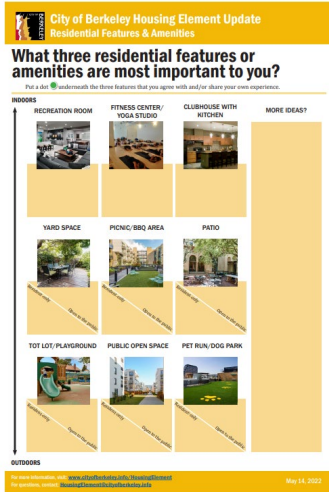 City of Berkeley Housing Element Update
Residential Features & Amenities
What three residential features or
amenities are most important to you?
Put a dot underneath the three features that you agree with and/or share your own experience.
INDOORS
RECREATION ROOM
FITNESS CENTER/
YOGA STUDIO
CLUBHOUSE WITH
KITCHEN
MORE IDEAS?
YARD SPACE
PICNIC/BBQ AREA
PATIO
Residents only
Open to the public
Residents only
Open to the public
Residents only
Open to the public
TOT LOT/PLAYGROUND
PUBLIC OPEN SPACE
PET RUN/DOG PARK
Residents only
Open to the public
Residents only
Open to the public
Residents only
Open to the public
OUTDOORS
For more information, visit: www.cityofberkeley.info/HousingElement
For questions, contact: HousingElement@cityofberkeley.info
May 14, 2022